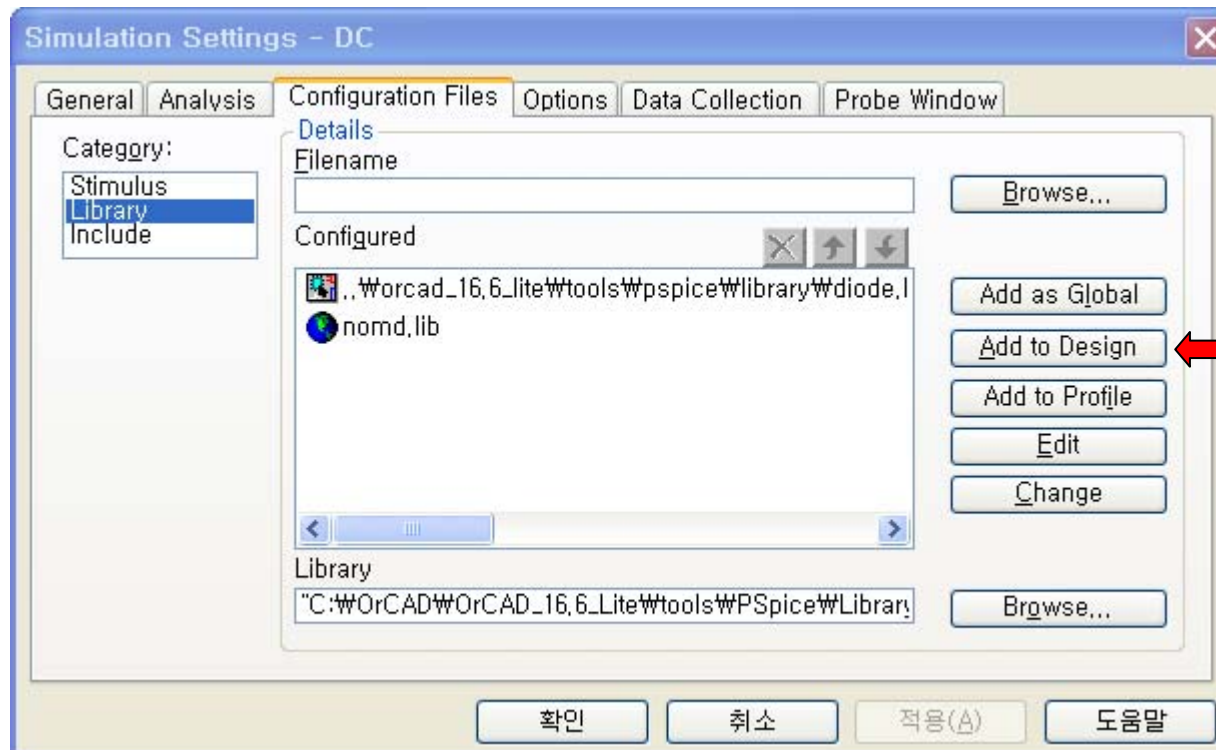 Simulation Settings - DC
General Analysis Configuration Files Options Data Collection Probe Window
Category:
Stimulus
Library
Include
Details
Filename
Browse...
Configured
..₩orcad_16.6_lite₩tools₩pspice₩library₩diode.l
nomd.lib
Add as Global
Add to Design
Add to Profile
Edit
Change
Library
"C:₩OrCAD₩OrCAD_16.6_Lite₩tools₩PSpice₩Library
Browse...
확인 취소 적용(A) 도움말